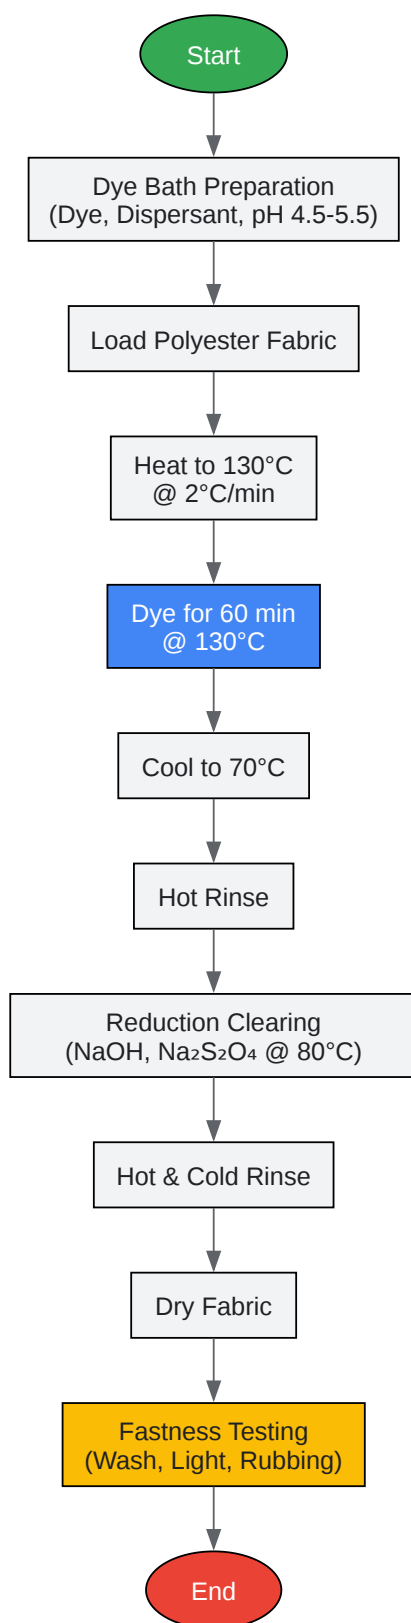 Start
Dye Bath Preparation
(Dye, Dispersant, pH 4.5-5.5)
Load Polyester Fabric
Heat to 130°C
@ 2°C/min
Dye for 60 min
@ 130°C
Cool to 70°C
Hot Rinse
Reduction Clearing
(NaOH, Na₂S₂O₄ @ 80°C)
Hot & Cold Rinse
Dry Fabric
Fastness Testing
(Wash, Light, Rubbing)
End